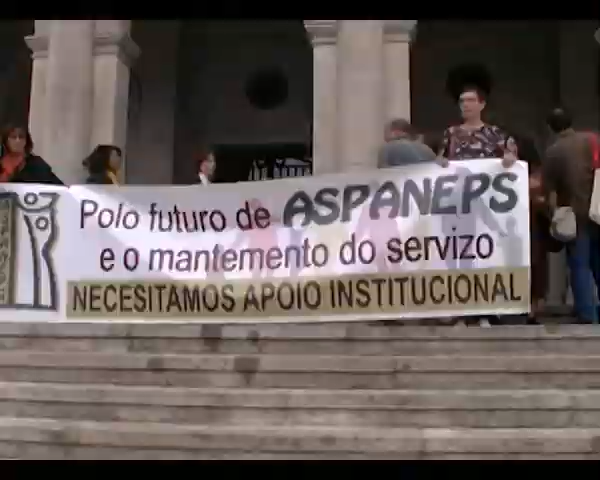 Polo futuro de ASPANEPS
e o mantemento do servizo
NECESITAMOS APOIO INSTITUCIONAL